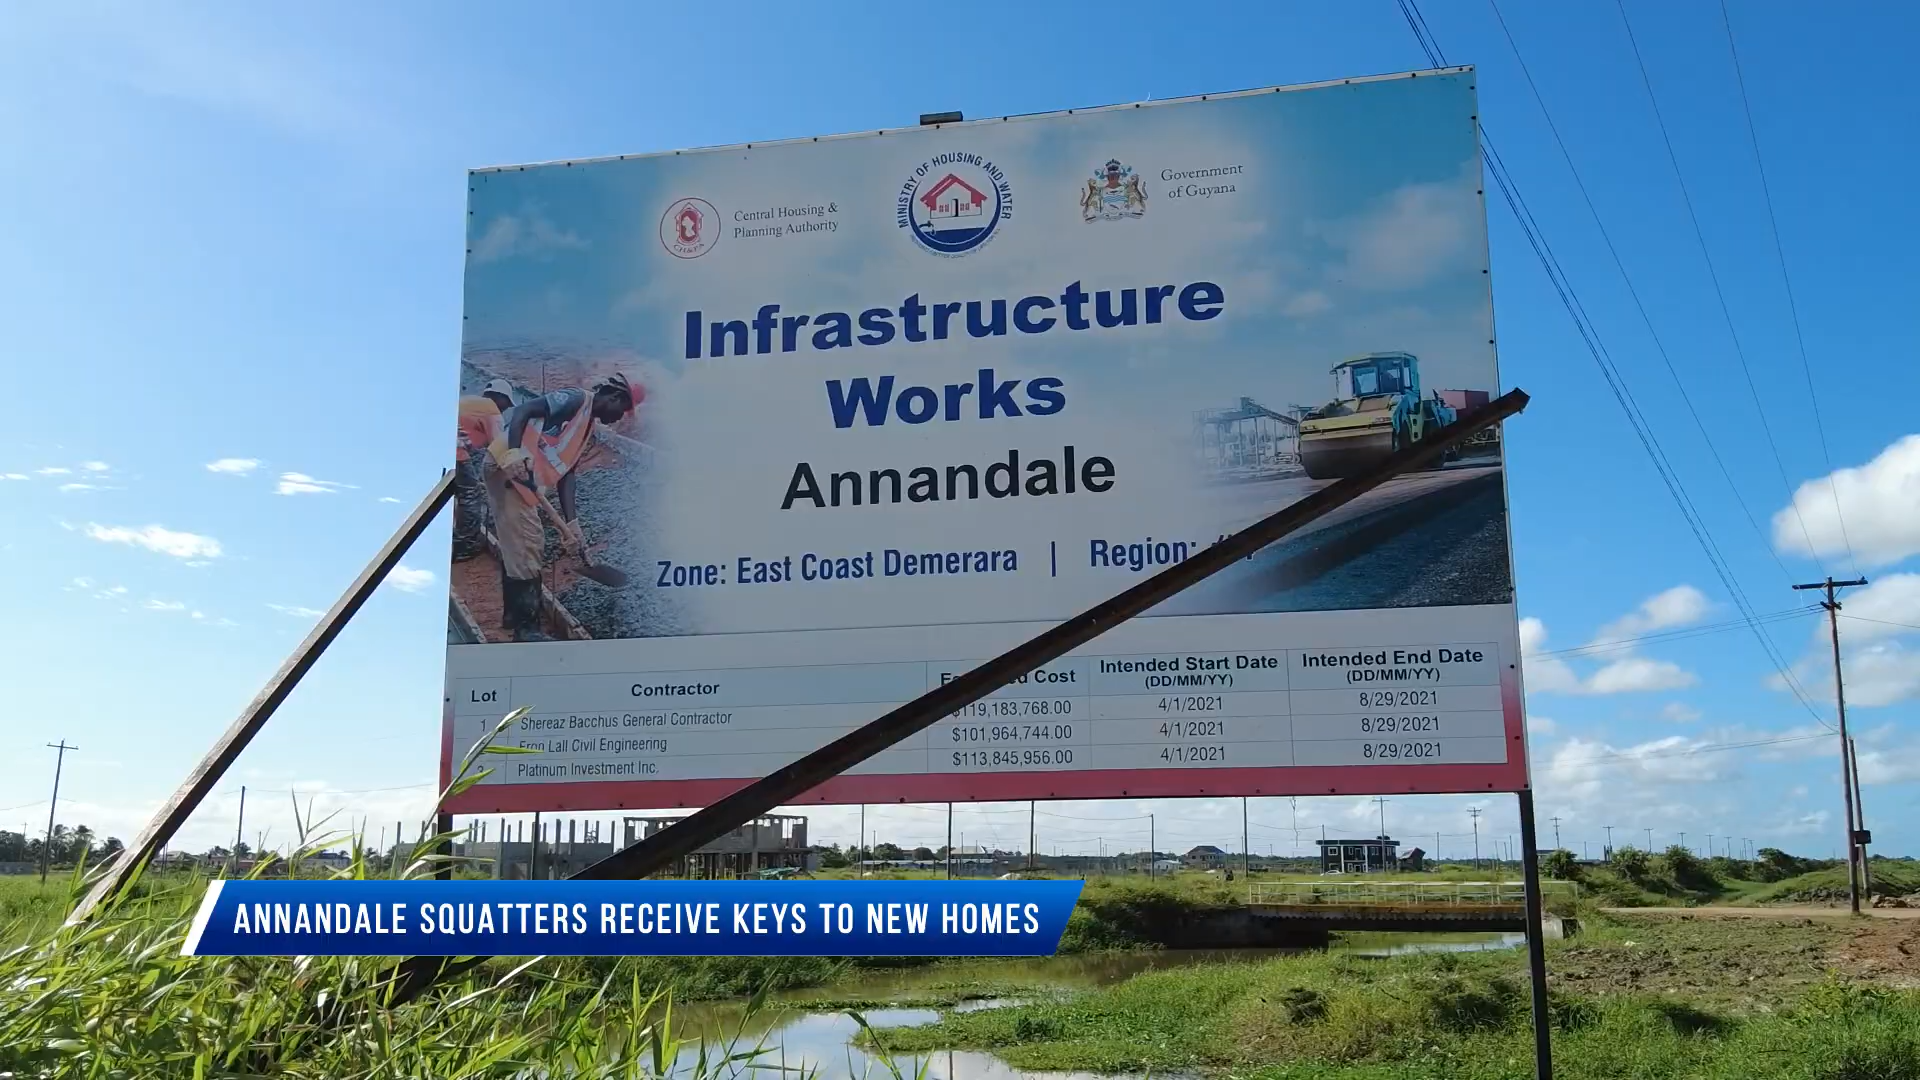 Central Housing &
Planning Authority
CH&PA
MINISTRY OF HOUSING AND WATER
Government
of Guyana
Infrastructure
Works
Annandale
Zone: East Coast Demerara | Region:
Lot Contractor Cost Intended Start Date (DD/MM/YY) Intended End Date (DD/MM/YY)
1 Shereaz Bacchus General Contractor $119,183,768.00 4/1/2021 8/29/2021
Lall Civil Engineering $101,964,744.00 4/1/2021 8/29/2021
Platinum Investment Inc. $113,845,956.00 4/1/2021 8/29/2021
ANNANDALE SQUATTERS RECEIVE KEYS TO NEW HOMES